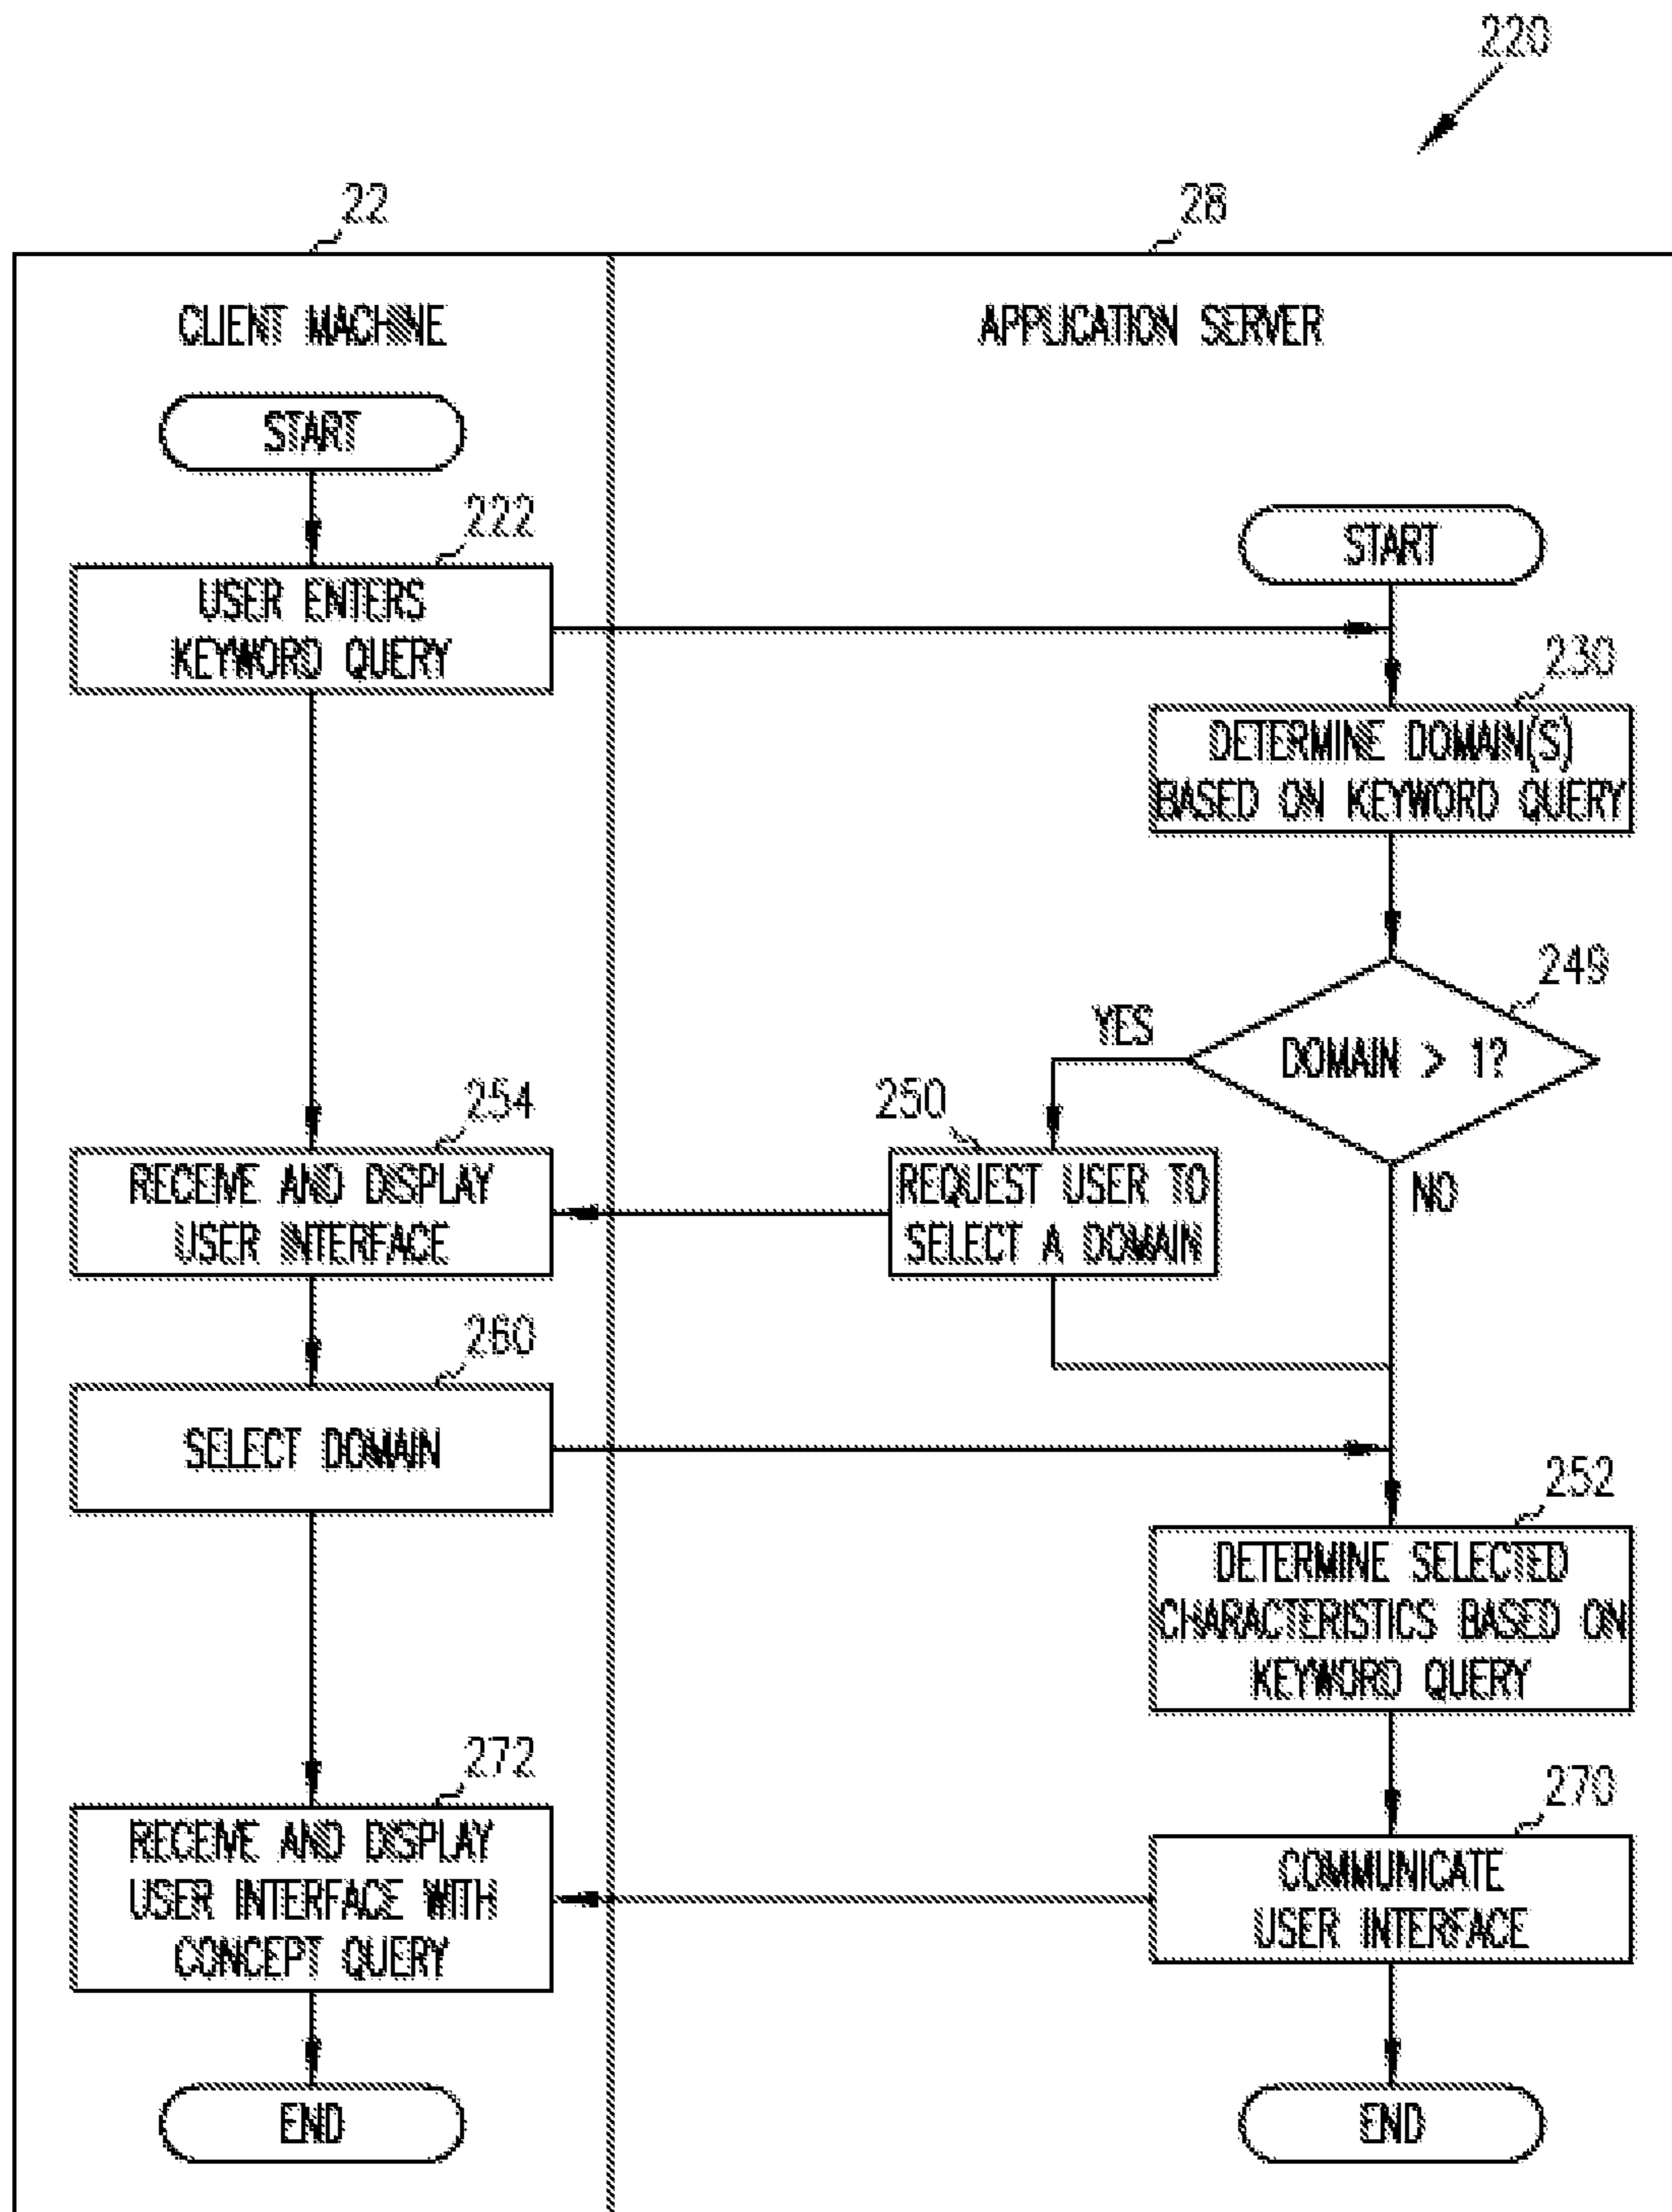 220
22
28
CLIENT MACHINE
APPLICATION SERVER
START
222
USER ENTERS
KEYWORD QUERY
START
230
DETERMINE DOMAIN(S)
BASED ON KEYWORD QUERY
249
YES
DOMAIN > 1?
NO
250
REQUEST USER TO
SELECT A DOMAIN
254
RECEIVE AND DISPLAY
USER INTERFACE
260
SELECT DOMAIN
252
DETERMINE SELECTED
CHARACTERISTICS BASED ON
KEYWORD QUERY
272
RECEIVE AND DISPLAY
USER INTERFACE WITH
CONCEPT QUERY
270
COMMUNICATE
USER INTERFACE
END
END